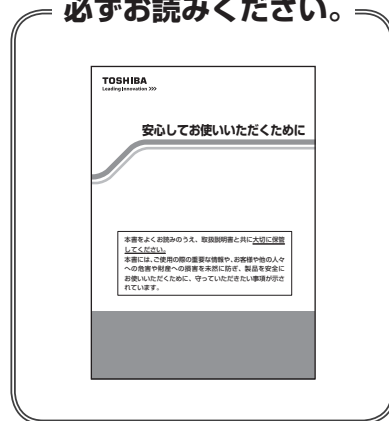 必ずお読みください。
TOSHIBA
Leading Innovation >>>
安心してお使いいただくために
本書をよくお読みのうえ、取扱説明書と共に大切に保管
してください。
本書には、ご使用の際の重要な情報や、お客様や他の人々
への危害や財産への損害を未然に防ぎ、製品を安全に
お使いいただくために、守っていただきたい事項が示さ
れています。